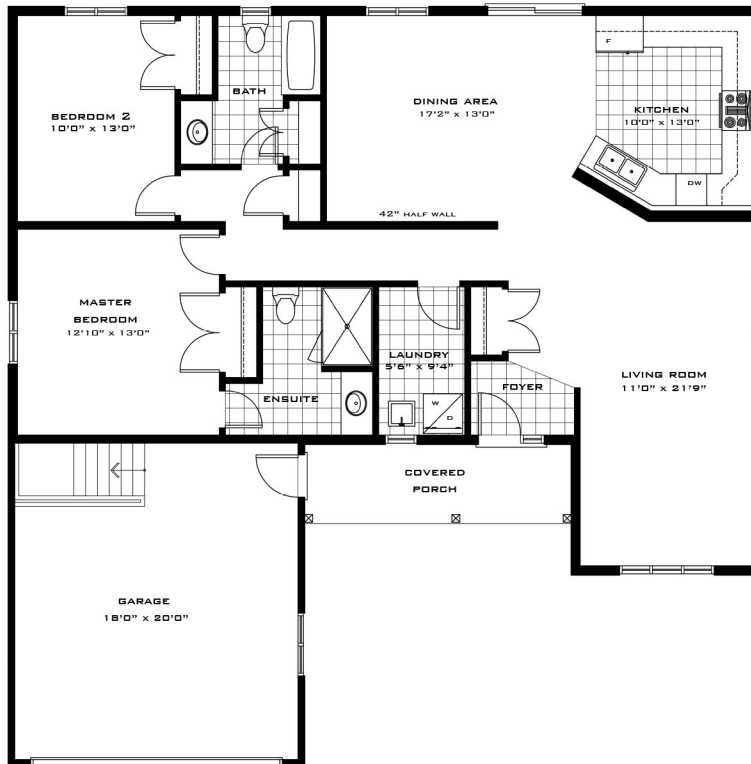 BATH
BEDROOM 2
10'0" x 13'0"
DINING AREA
17'2" x 13'0"
F
KITCHEN
10'0" x 13'0"
DW
42" HALF WALL
MASTER
BEDROOM
12'10" x 13'0"
ENSUITE
LAUNDRY
5'6" x 9'4"
W
D
FOYER
LIVING ROOM
11'0" x 21'9"
COVERED
PORCH
GARAGE
18'0" x 20'0"